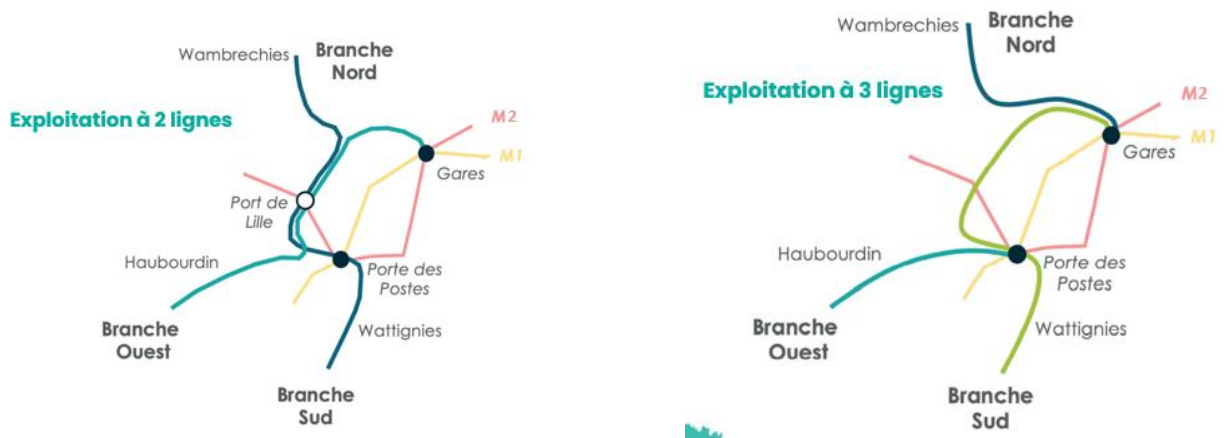 Wambrechies
Branche
Nord
Exploitation à 2 lignes
M2
M1
Gares
Port de
Lille
Haubourdin
Porte des
Postes
Branche
Ouest
Wattignies
Branche
Sud
Wambrechies
Branche
Nord
Exploitation à 3 lignes
M2
M1
Gares
Haubourdin
Porte des
Postes
Branche
Ouest
Wattignies
Branche
Sud